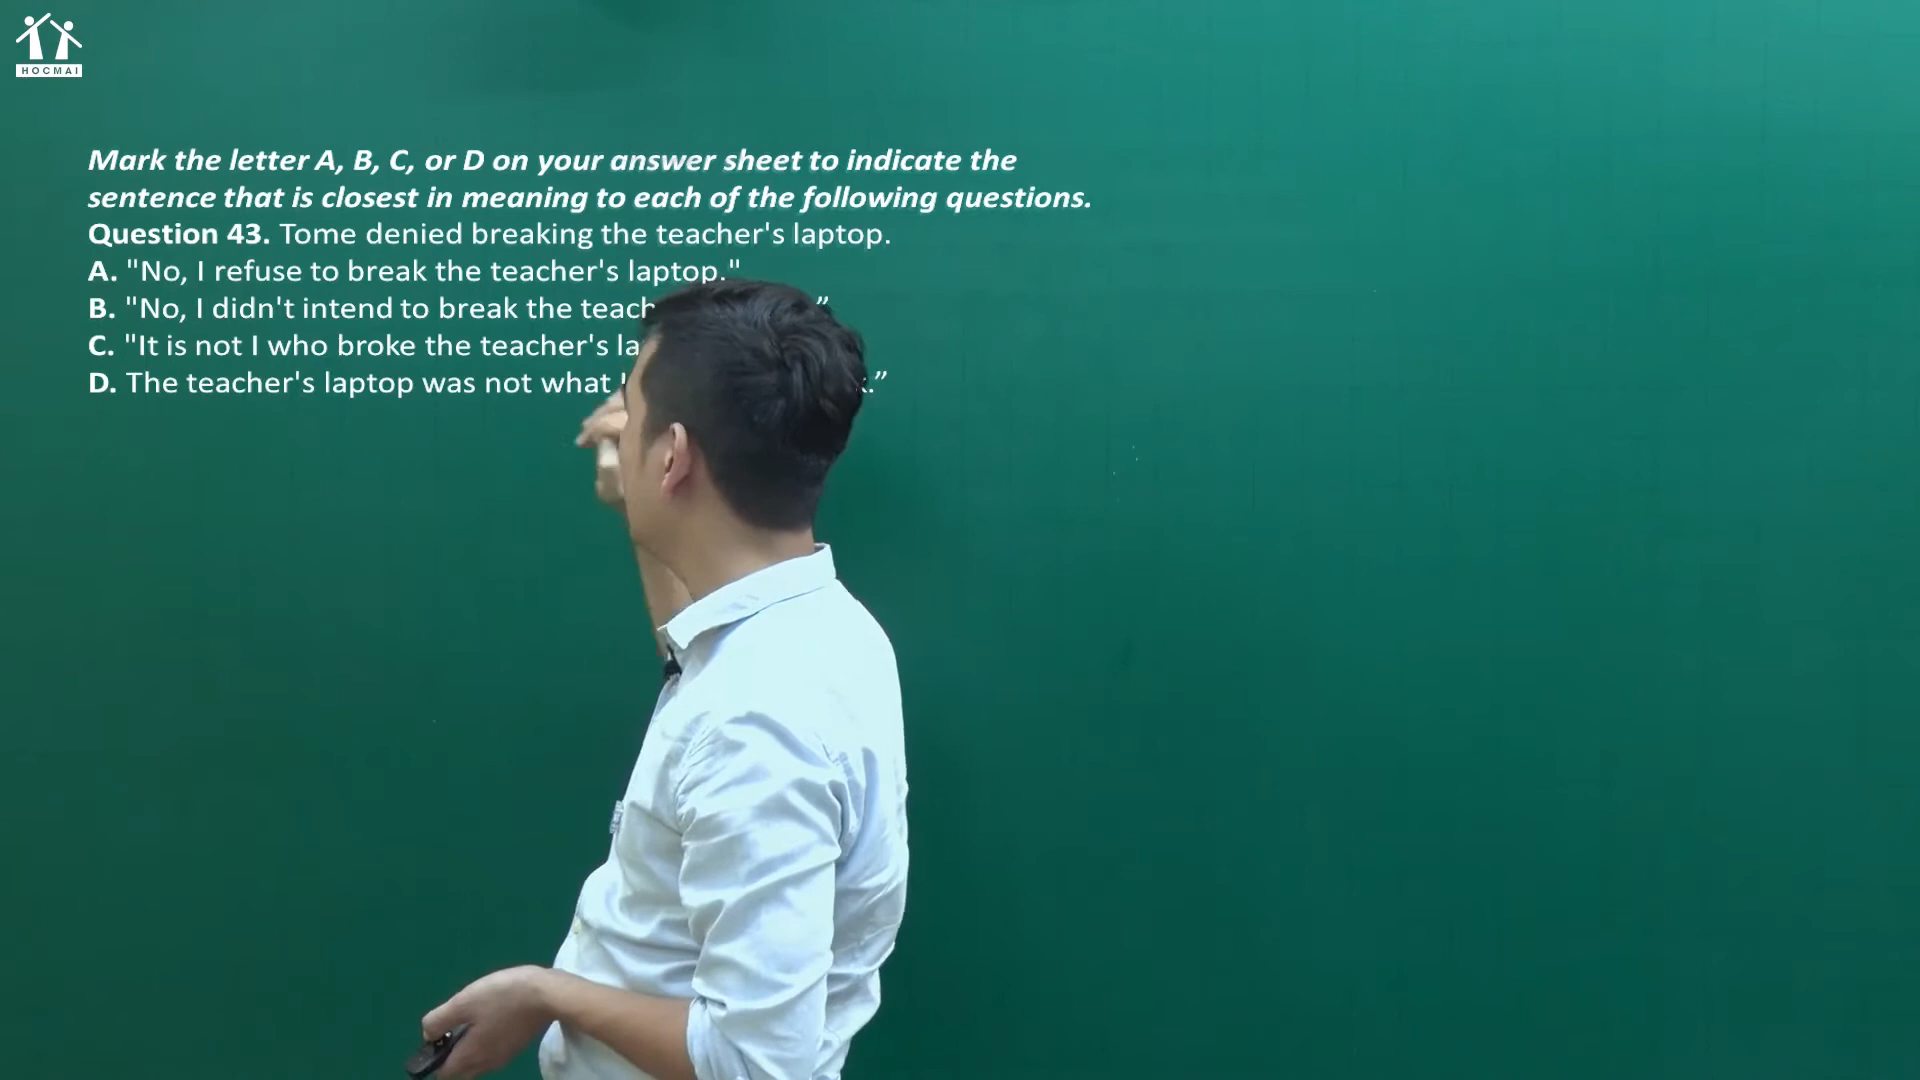 HOCMAI
Mark the letter A, B, C, or D on your answer sheet to indicate the
sentence that is closest in meaning to each of the following questions.
Question 43. Tome denied breaking the teacher's laptop.
A. "No, I refuse to break the teacher's laptop."
B. "No, I didn't intend to break the ”
C. "It is not I who broke the teacher's
D. The teacher's laptop was not what ”